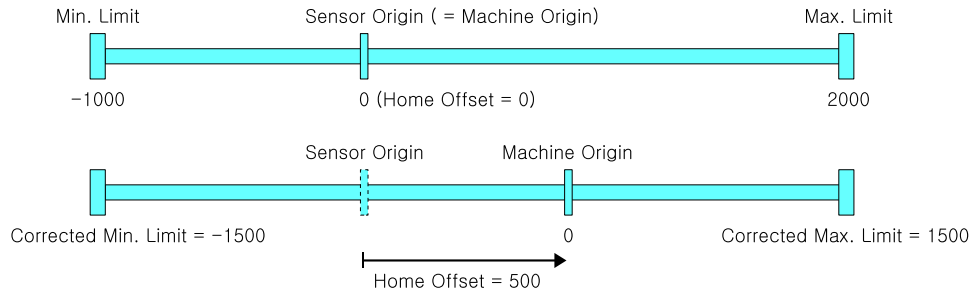 Min. Limit Sensor Origin ( = Machine Origin) Max. Limit
-1000 0 (Home Offset = 0) 2000
Sensor Origin Machine Origin
Corrected Min. Limit = -1500 0 Corrected Max. Limit = 1500
Home Offset = 500